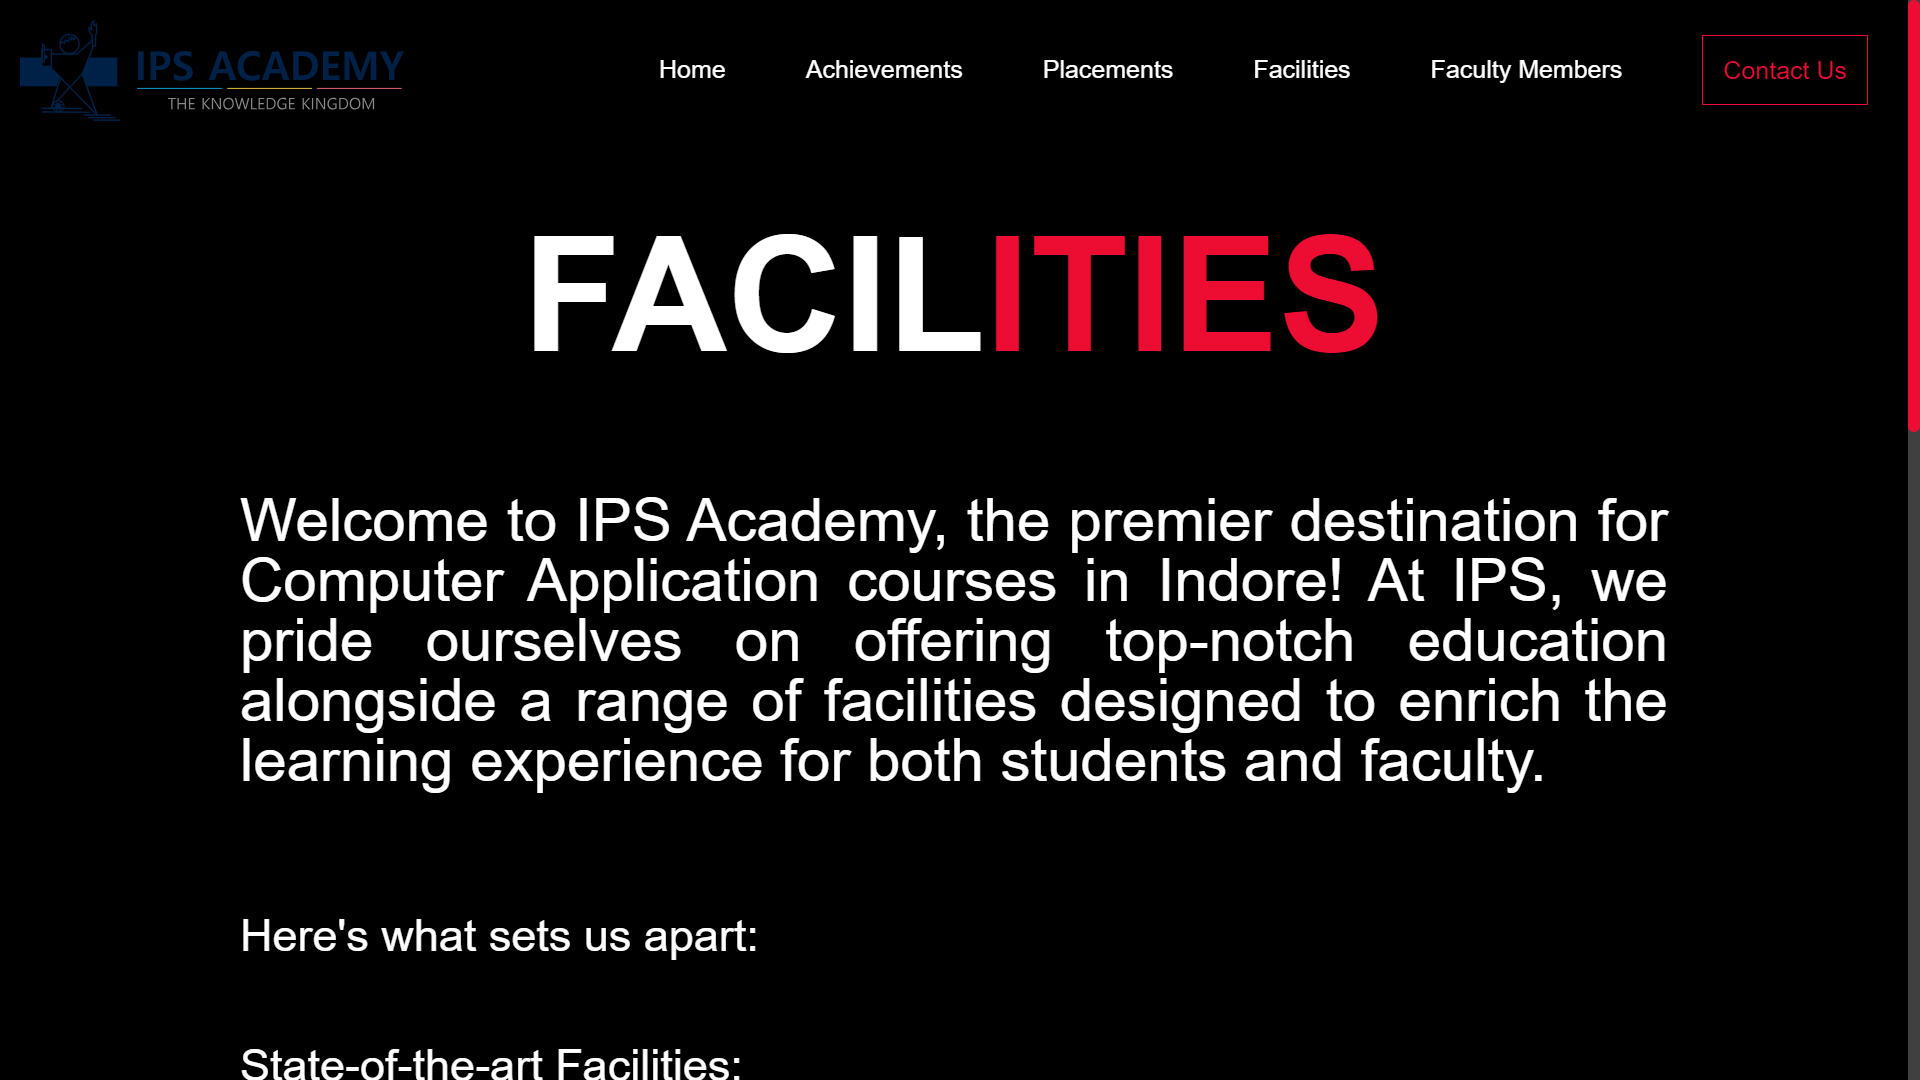 IPS ACADEMY
THE KNOWLEDGE KINGDOM
Home Achievements Placements Facilities Faculty Members Contact Us
FACILITIES
Welcome to IPS Academy, the premier destination for
Computer Application courses in Indore! At IPS, we
pride ourselves on offering top-notch education
alongside a range of facilities designed to enrich the
learning experience for both students and faculty.
Here's what sets us apart:
State-of-the-art Facilities: